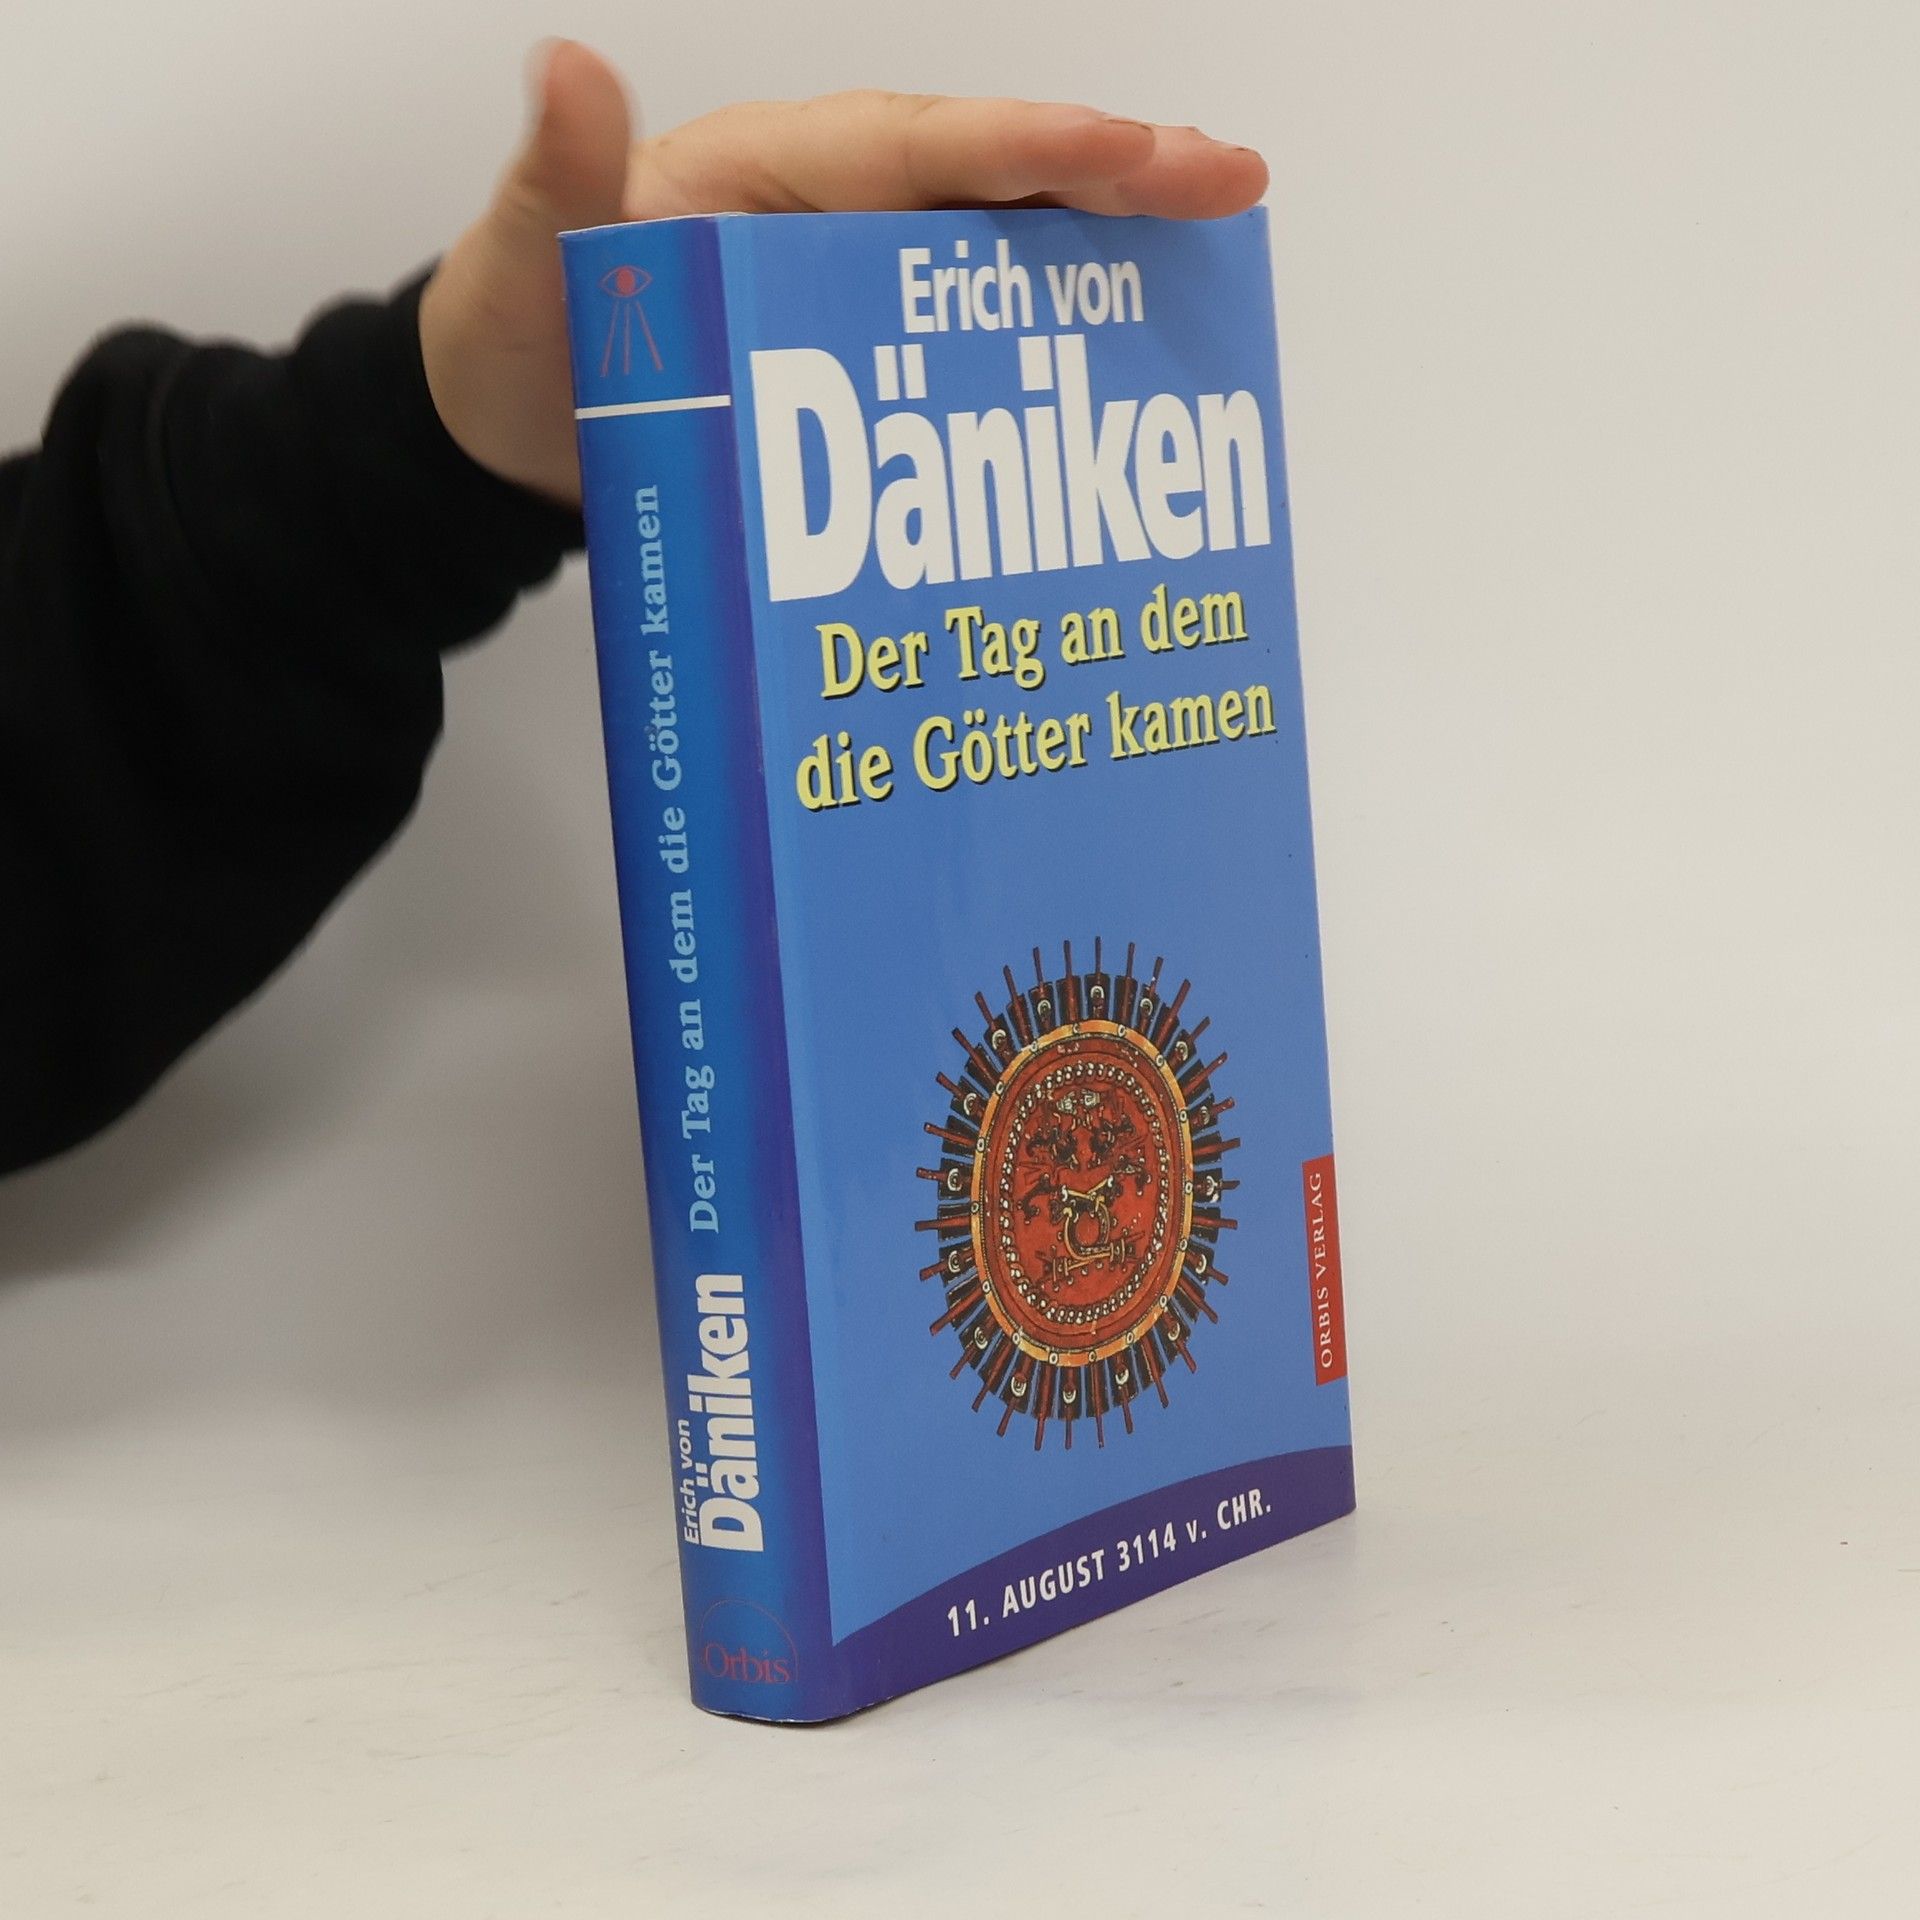 Erich von
Däniken
Der Tag an dem
die Götter kamen
ORBIS VERLAG
11. AUGUST 3114 v. CHR.
Erich von
Däniken
Der Tag an dem die Götter kamen
Orbis